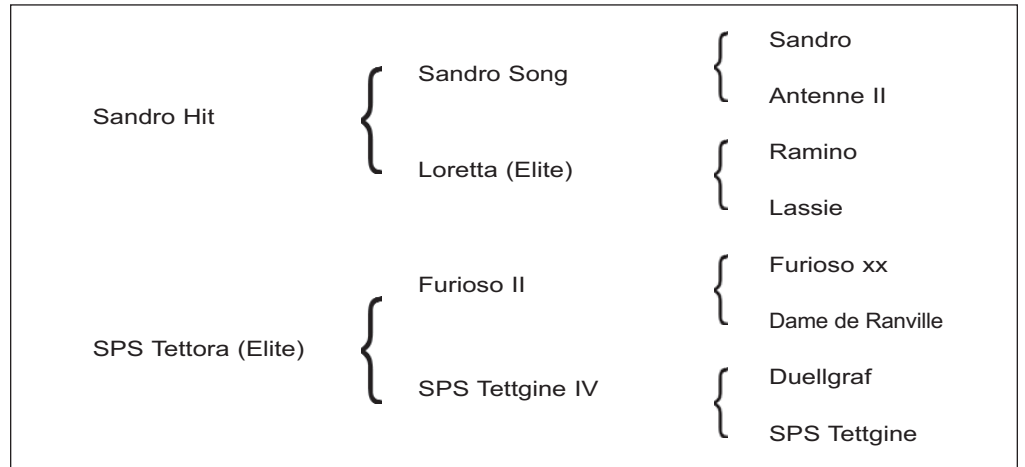 Sandro Hit
Sandro Song
Sandro
Antenne II
Loretta (Elite)
Ramino
Lassie
SPS Tettora (Elite)
Furioso II
Furioso xx
Dame de Ranville
SPS Tettgine IV
Duellgraf
SPS Tettgine